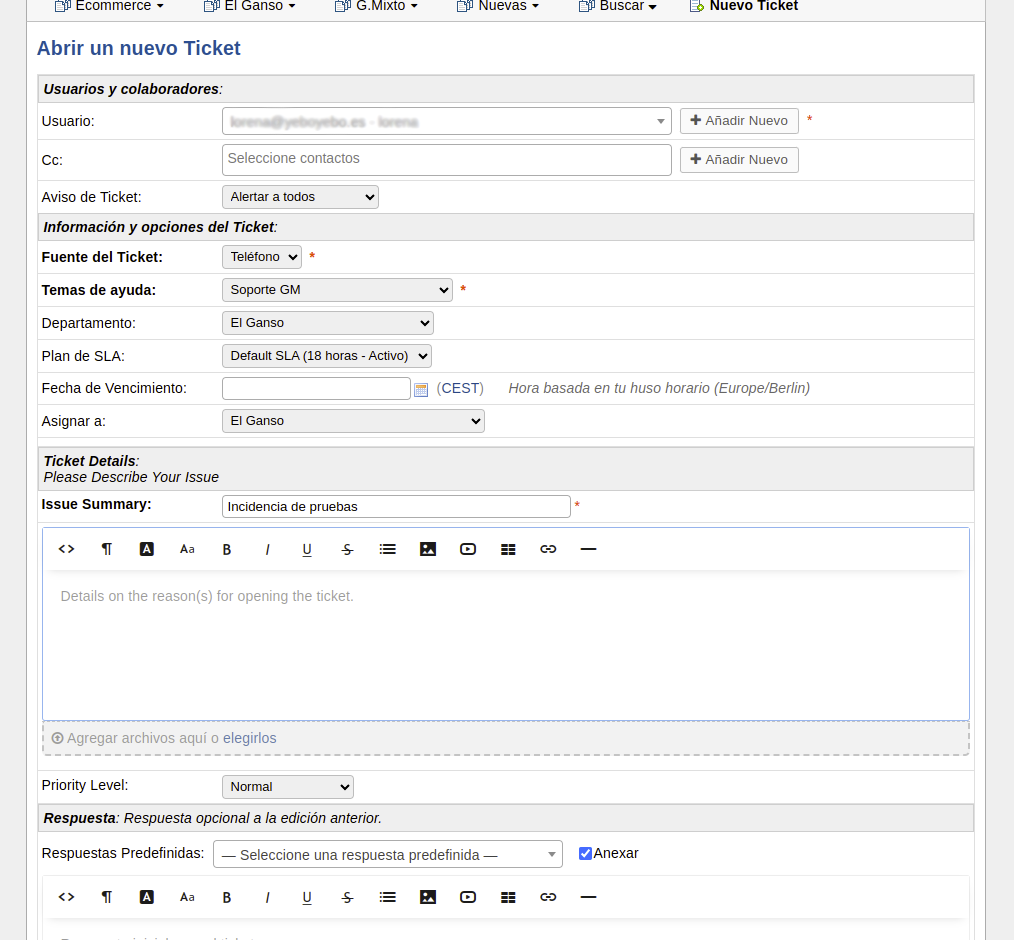 Ecommerce El Ganso G.Mixto Nuevas Buscar Nuevo Ticket
Abrir un nuevo Ticket
Usuarios y colaboradores:
Usuario: lorena@yeboyebo.es - lorena Añadir Nuevo *
Cc: Seleccione contactos Añadir Nuevo
Aviso de Ticket: Alertar a todos
Información y opciones del Ticket:
Fuente del Ticket: Teléfono *
Temas de ayuda: Soporte GM *
Departamento: El Ganso
Plan de SLA: Default SLA (18 horas - Activo)
Fecha de Vencimiento: (CEST) Hora basada en tu huso horario (Europe/Berlin)
Asignar a: El Ganso
Ticket Details:
Please Describe Your Issue
Issue Summary: Incidencia de pruebas *
<> ¶ A Aa B I U S
Details on the reason(s) for opening the ticket.
Agregar archivos aquí o elegirlos
Priority Level: Normal
Respuesta: Respuesta opcional a la edición anterior.
Respuestas Predefinidas: — Seleccione una respuesta predefinida — Anexar
<> ¶ A Aa B I U S